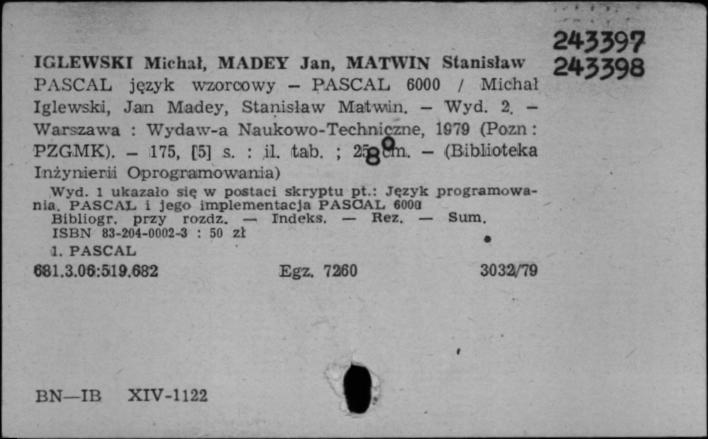 243397
243398
IGLEWSKI Michał, MADEY Jan, MATWIN Stanisław
PASCAL język wzorcowy — PASCAL 6000 / Michał
Iglewski, Jan Madey, Stanisław Matwin. — Wyd. 2. —
Warszawa : Wydaw-a Naukowo-Techniczne, 1979 (Pozn :
PZGMK). — 175, [5] s. : il. tab. ; cm. — (Biblioteka
Inżynierii Oprogramowania)
Wyd. 1 ukazało się w postaci skryptu pt.: Język programowa-
nia. PASCAL i jego implementacja PASCAL 6000
Bibliogr. przy rozdz. — Indeks. — Rez. — Sum.
ISBN 83-204-0002-3 : 50 zł
1. PASCAL
681.3.06:519.682 Egz. 7260 3032/79
BN—IB XIV-1122